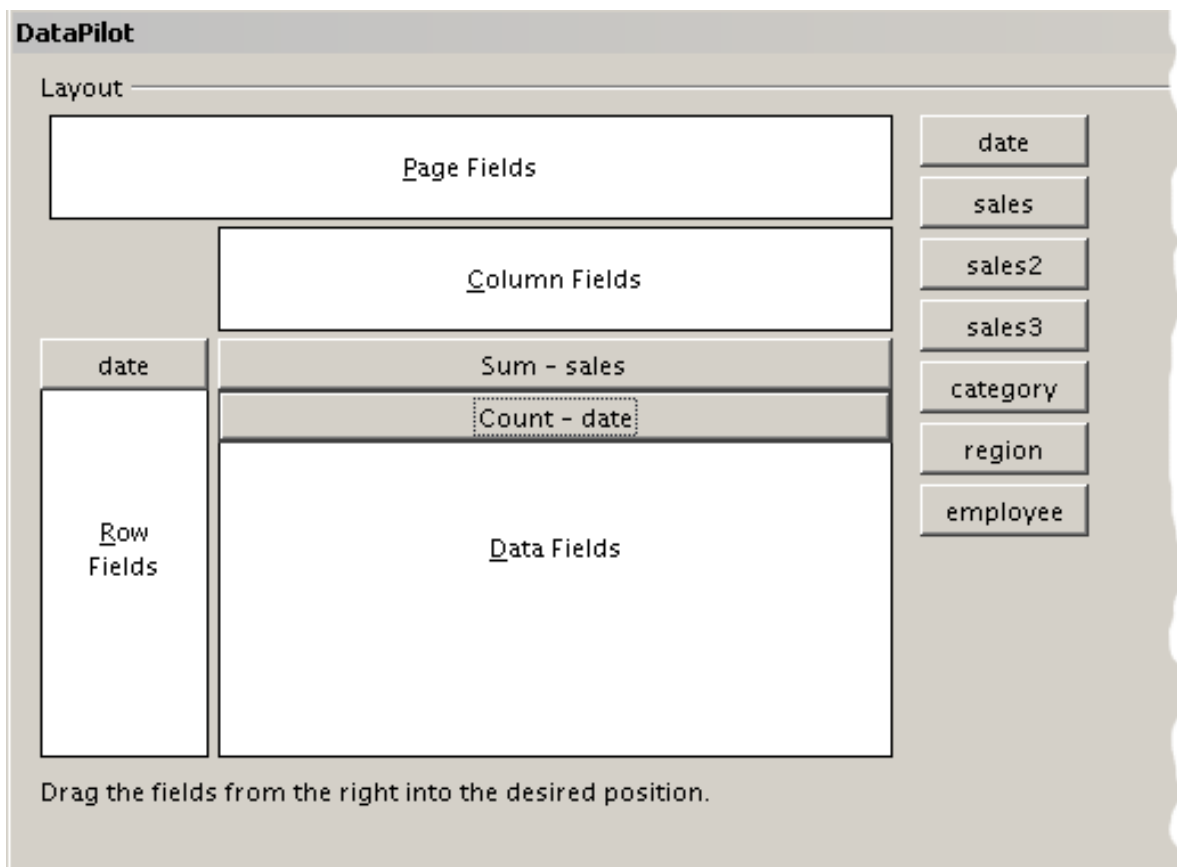 DataPilot
Layout
Page Fields
date
sales
Column Fields
sales2
sales3
date
Sum - sales
category
Count - date
region
employee
Row
Fields
Data Fields
Drag the fields from the right into the desired position.